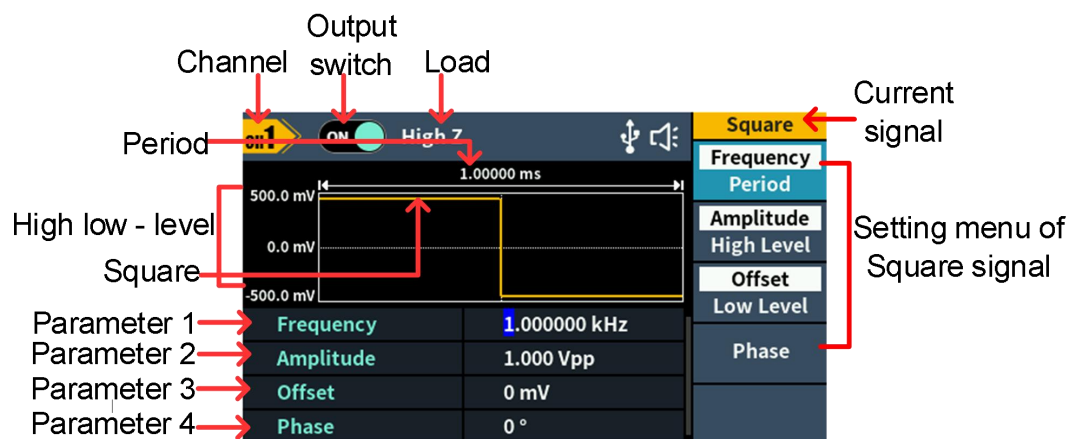 Output
Channel switch Load
Current
signal
CH1 ON High Z
Square
Period
1.00000 ms
Frequency
Period
500.0 mV
High low - level
Amplitude
High Level
Setting menu of
Square signal
0.0 mV
Square
Offset
Low Level
-500.0 mV
Parameter 1 Frequency 1.000000 kHz
Parameter 2 Amplitude 1.000 Vpp
Phase
Parameter 3 Offset 0 mV
Parameter 4 Phase 0 °